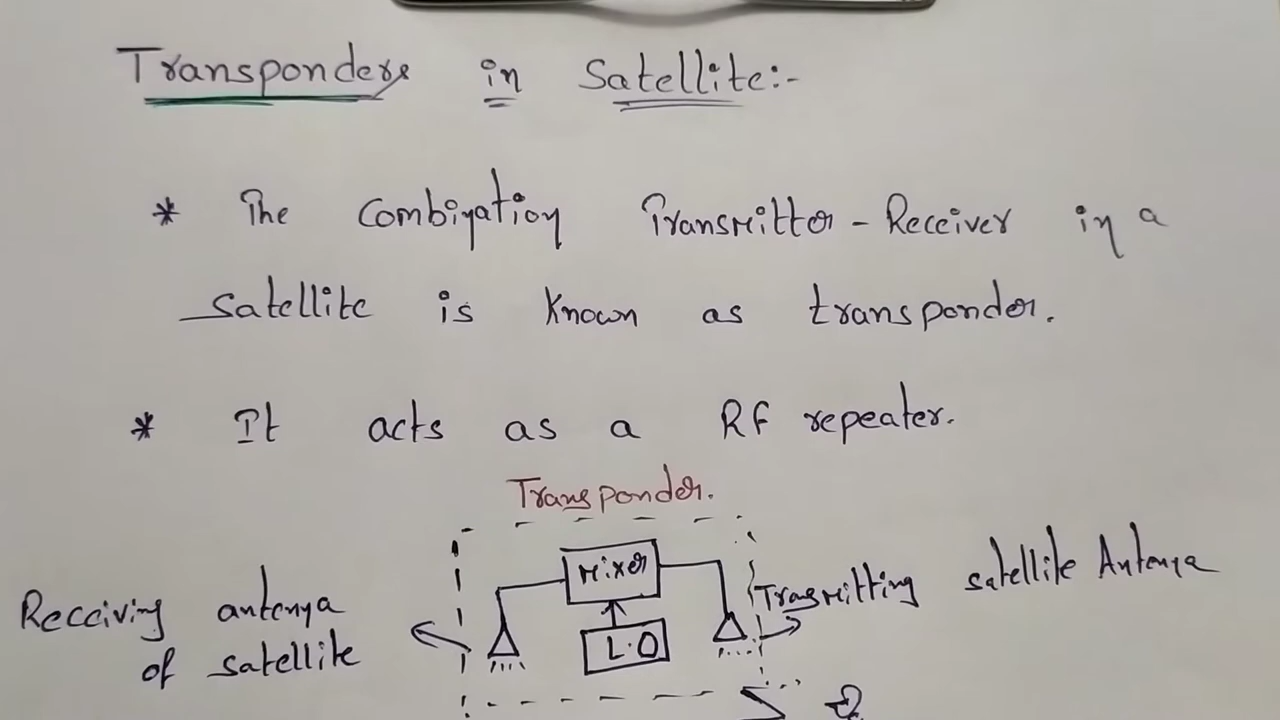 Transponders in Satellite:-
* The Combination Transmitter - Receiver in a
satellite is known as transponder.
* It acts as a RF repeater.
Transponder.
Mixer
L.O
Receiving antenna
of satellite
Transmitting satellite Antenna